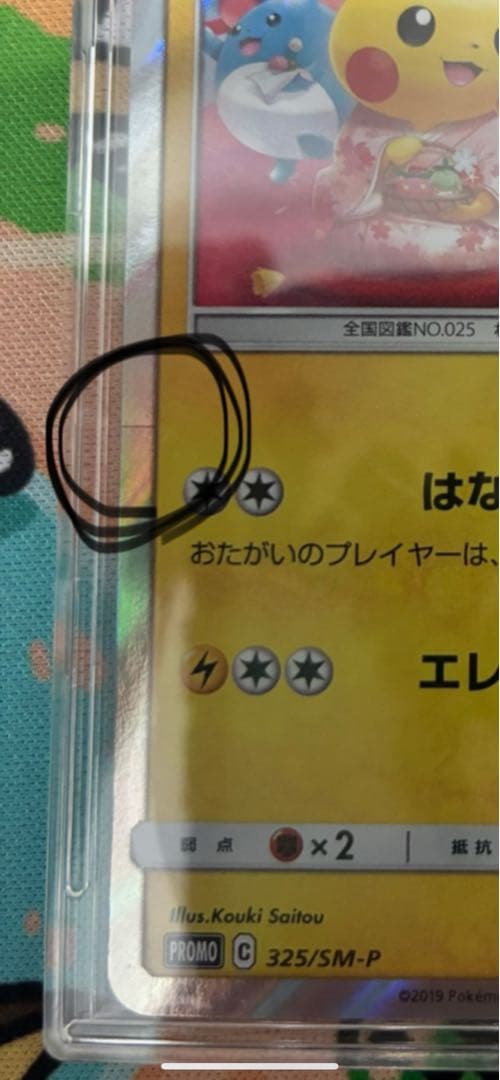 全国図鑑NO.025
はな
おたがいのプレイヤーは、
エレ
弱 点 ×2 抵 抗
Illus.Kouki Saitou
PROMO C 325/SM-P
©2019 Pokém